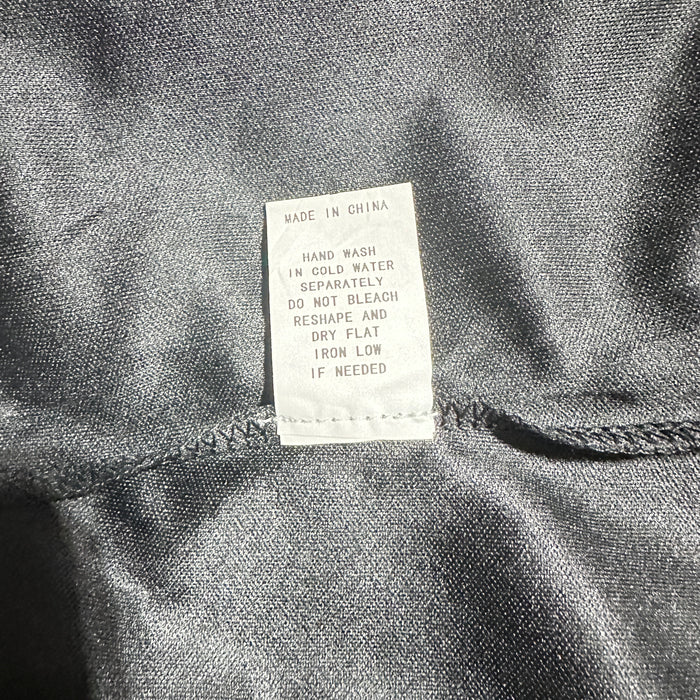 MADE IN CHINA
HAND WASH
IN COLD WATER
SEPARATELY
DO NOT BLEACH
RESHAPE AND
DRY FLAT
IRON LOW
IF NEEDED